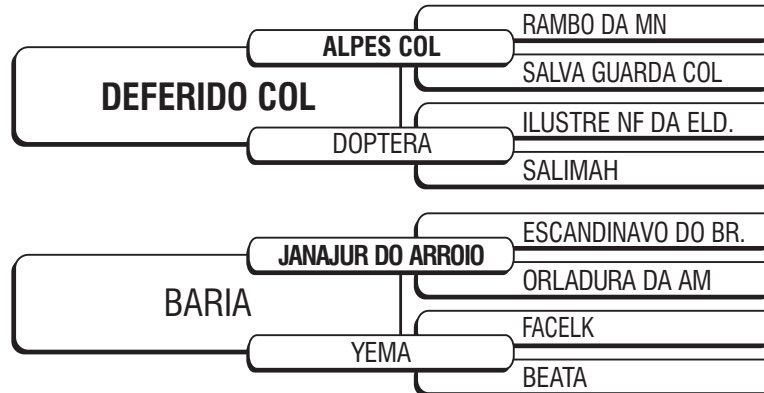 RAMBO DA MN
ALPES COL
SALVA GUARDA COL
DEFERIDO COL
ILUSTRE NF DA ELD.
DOPTERA
SALIMAH
ESCANDINAVO DO BR.
JANAJUR DO ARROIO
ORLADURA DA AM
BARIA
FACELK
YEMA
BEATA